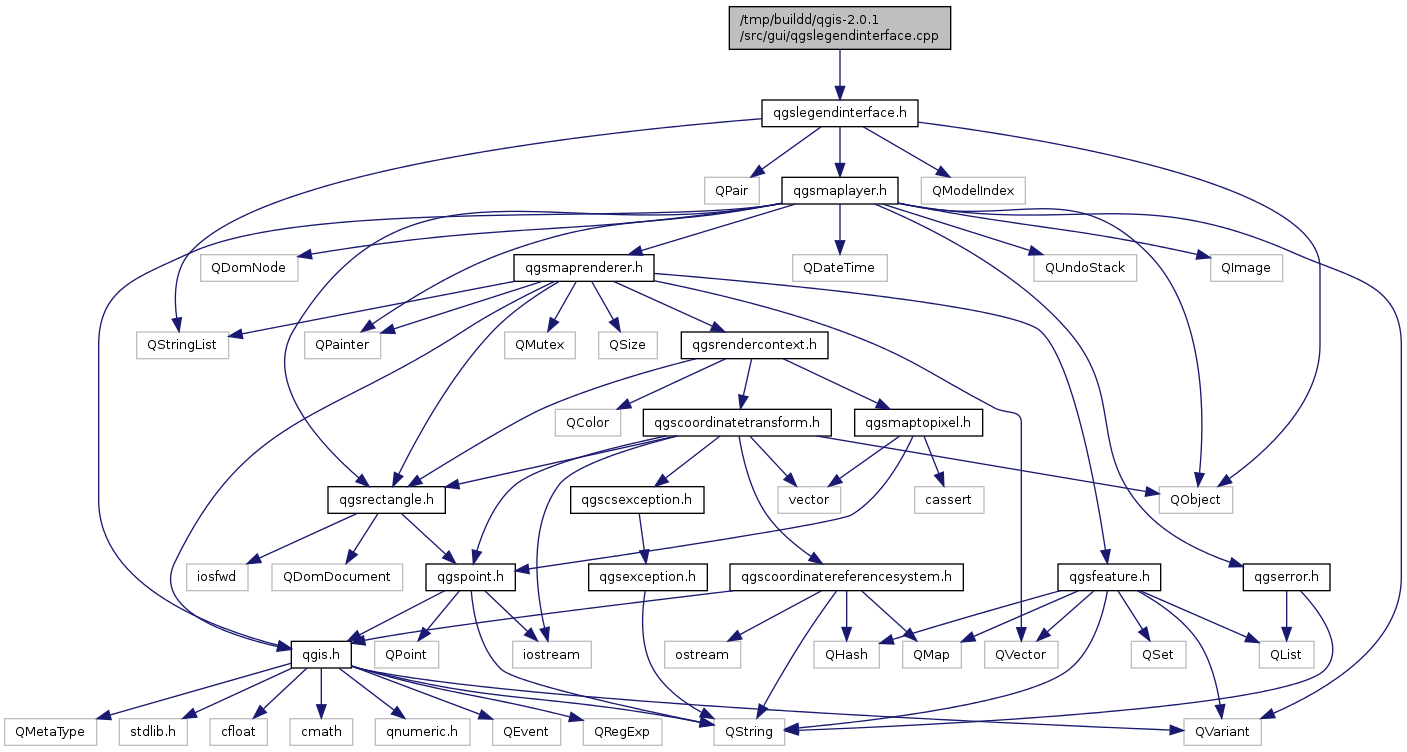 /tmp/buildd/qgis-2.0.1
/src/gui/qgslegendinterface.cpp
qgslegendinterface.h
QPair
qgsmaplayer.h
QModelIndex
QDomNode
qgsmaprenderer.h
QDateTime
QUndoStack
QImage
QStringList
QPainter
QMutex
QSize
qgsrendercontext.h
QColor
qgscoordinatetransform.h
qgsmaptopixel.h
qgsrectangle.h
qgscsexception.h
vector
cassert
QObject
iosfwd
QDomDocument
qgspoint.h
qgsexception.h
qgscoordinatereferencesystem.h
qgsfeature.h
qgserror.h
qgis.h
QPoint
iostream
ostream
QHash
QMap
QVector
QSet
QList
QMetaType
stdlib.h
cfloat
cmath
qnumeric.h
QEvent
QRegExp
QString
QVariant